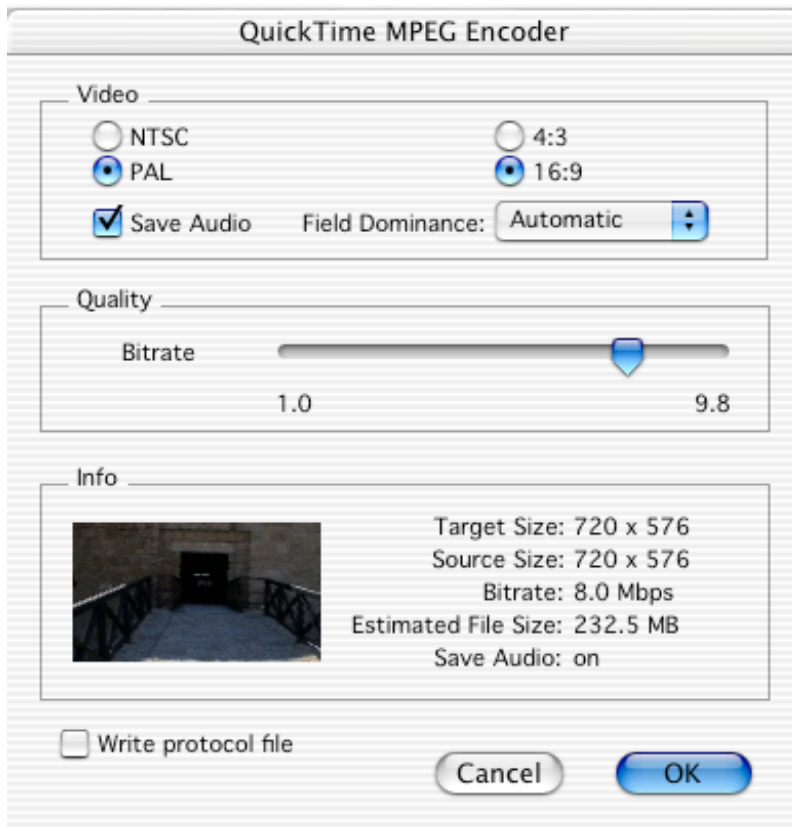 QuickTime MPEG Encoder
Video
NTSC
4:3
PAL
16:9
Save Audio
Field Dominance: Automatic
Quality
Bitrate
1.0
9.8
Info
Target Size: 720 x 576
Source Size: 720 x 576
Bitrate: 8.0 Mbps
Estimated File Size: 232.5 MB
Save Audio: on
Write protocol file
Cancel
OK